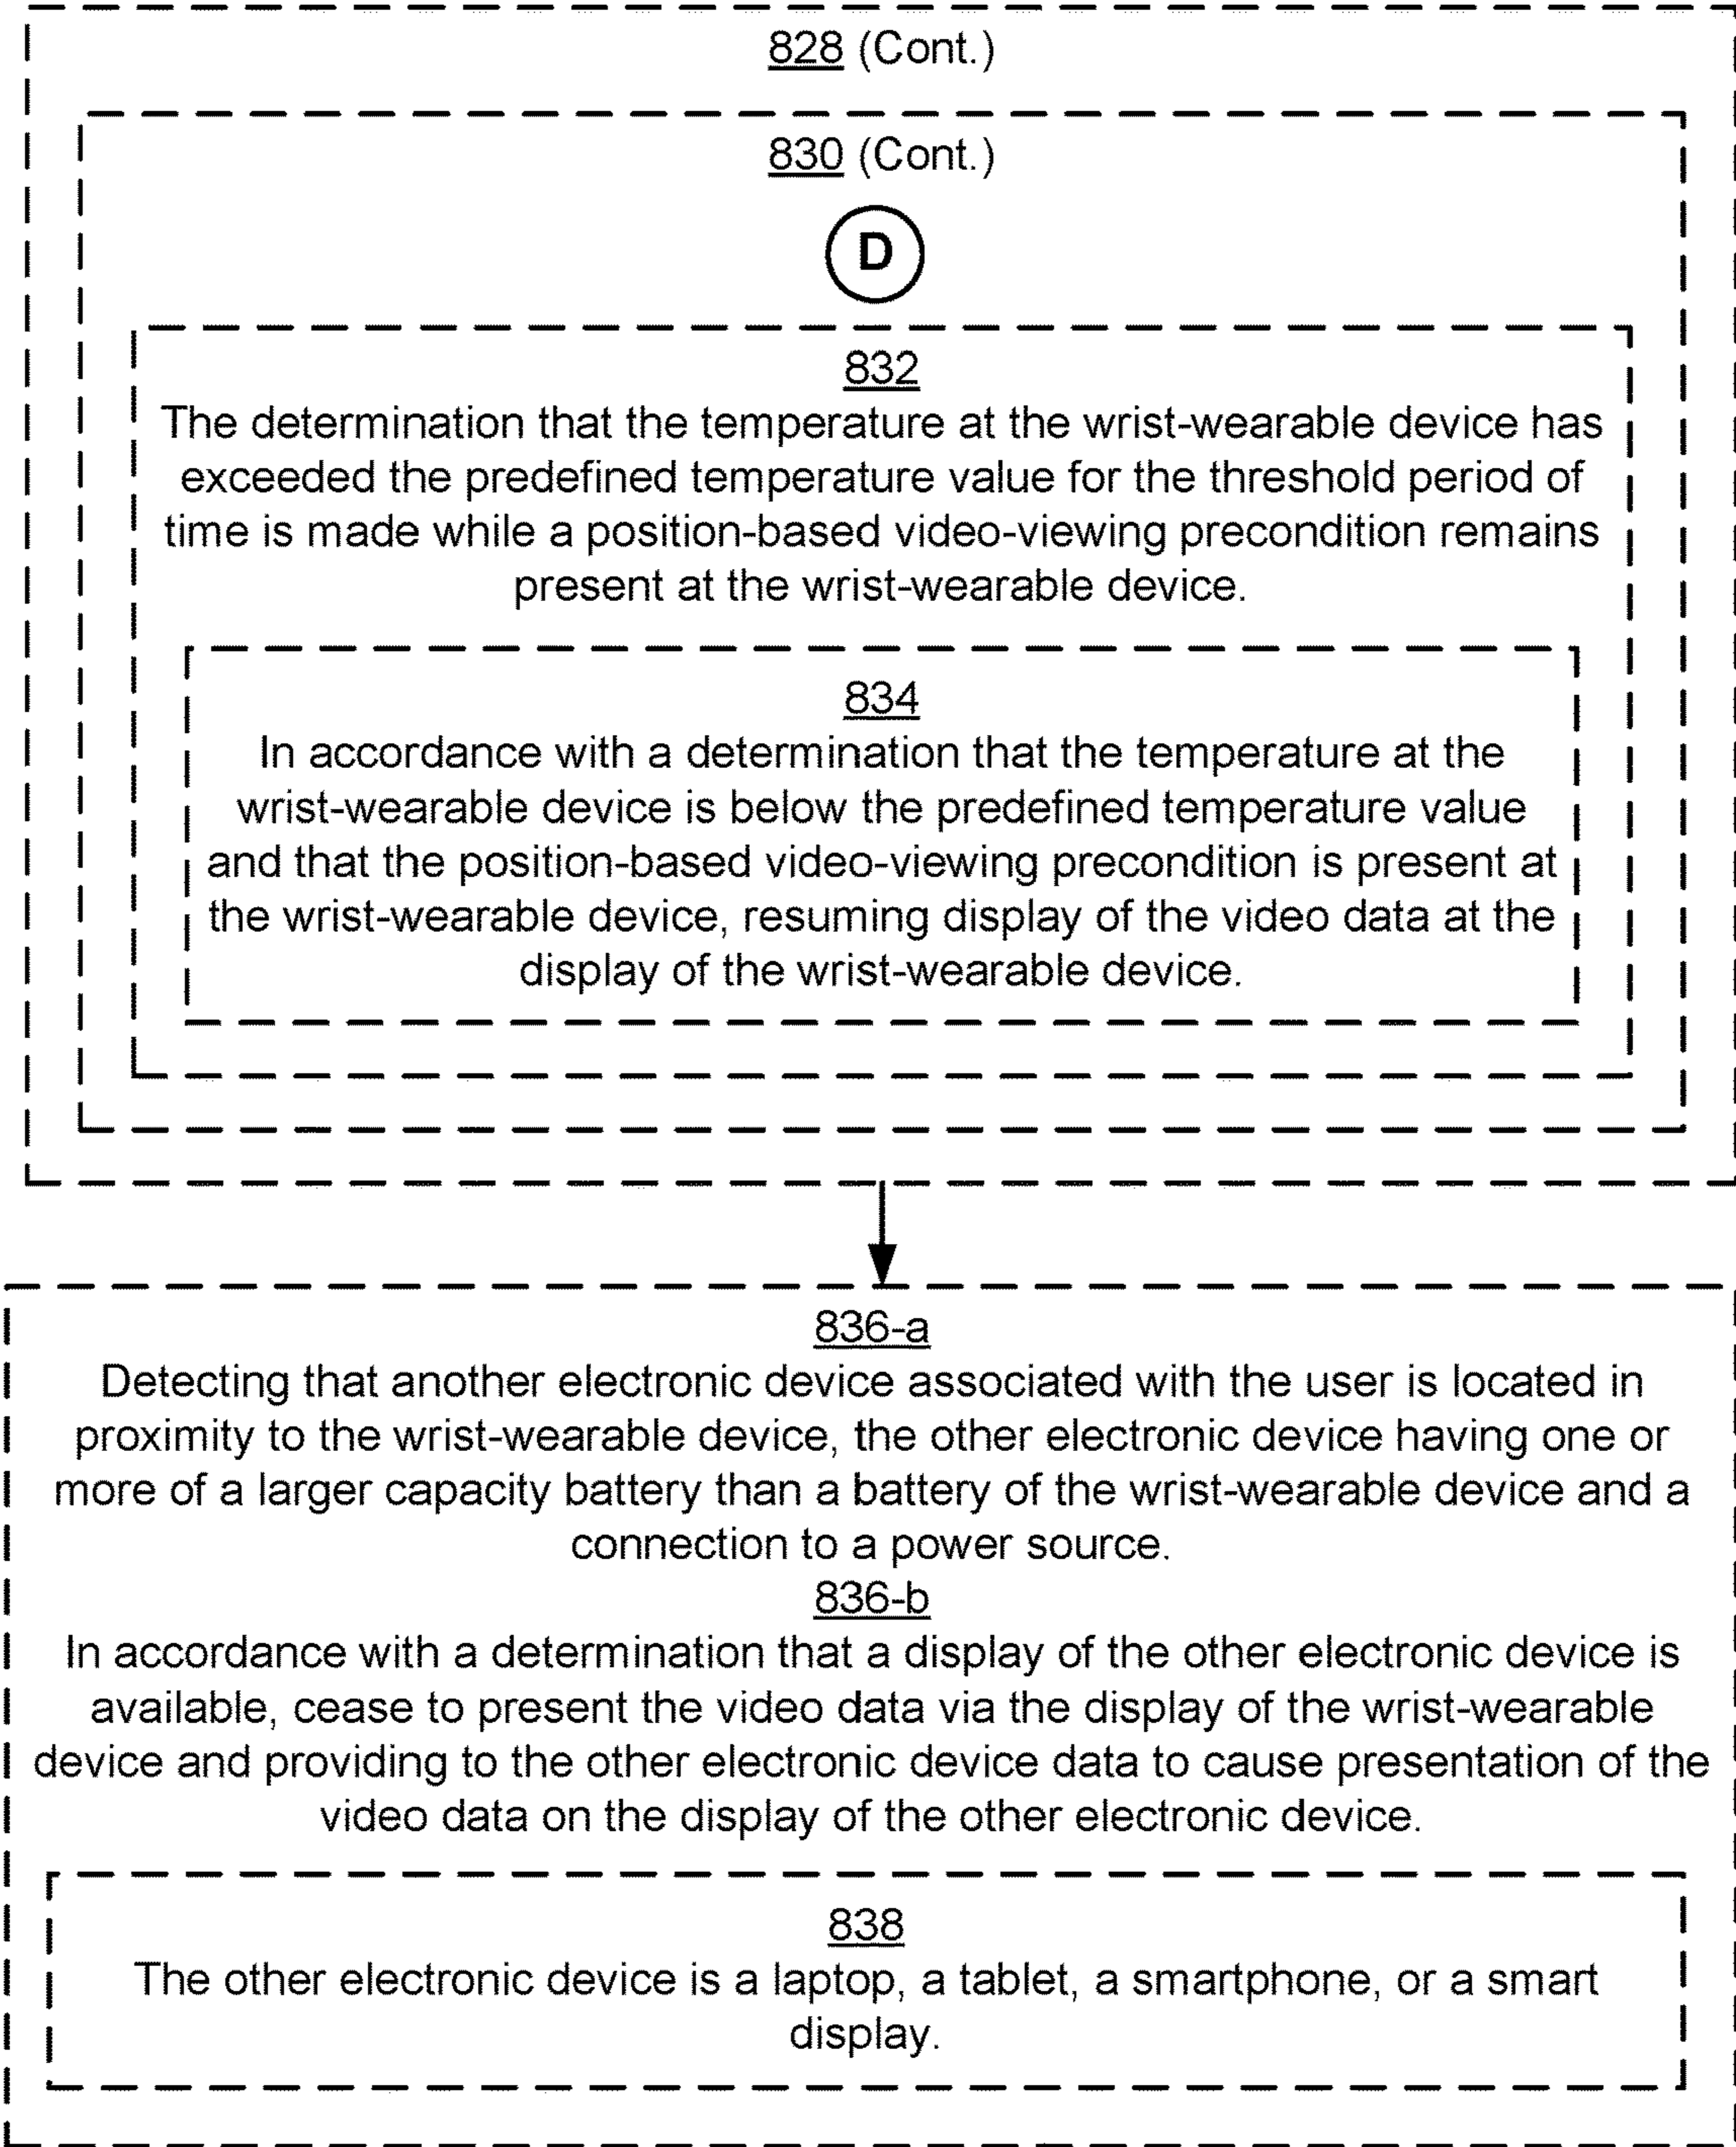 828 (Cont.)
830 (Cont.)
D
832
The determination that the temperature at the wrist-wearable device has
exceeded the predefined temperature value for the threshold period of
time is made while a position-based video-viewing precondition remains
present at the wrist-wearable device.
834
In accordance with a determination that the temperature at the
wrist-wearable device is below the predefined temperature value
and that the position-based video-viewing precondition is present at
the wrist-wearable device, resuming display of the video data at the
display of the wrist-wearable device.
836-a
Detecting that another electronic device associated with the user is located in
proximity to the wrist-wearable device, the other electronic device having one or
more of a larger capacity battery than a battery of the wrist-wearable device and a
connection to a power source.
836-b
In accordance with a determination that a display of the other electronic device is
available, cease to present the video data via the display of the wrist-wearable
device and providing to the other electronic device data to cause presentation of the
video data on the display of the other electronic device.
838
The other electronic device is a laptop, a tablet, a smartphone, or a smart
display.